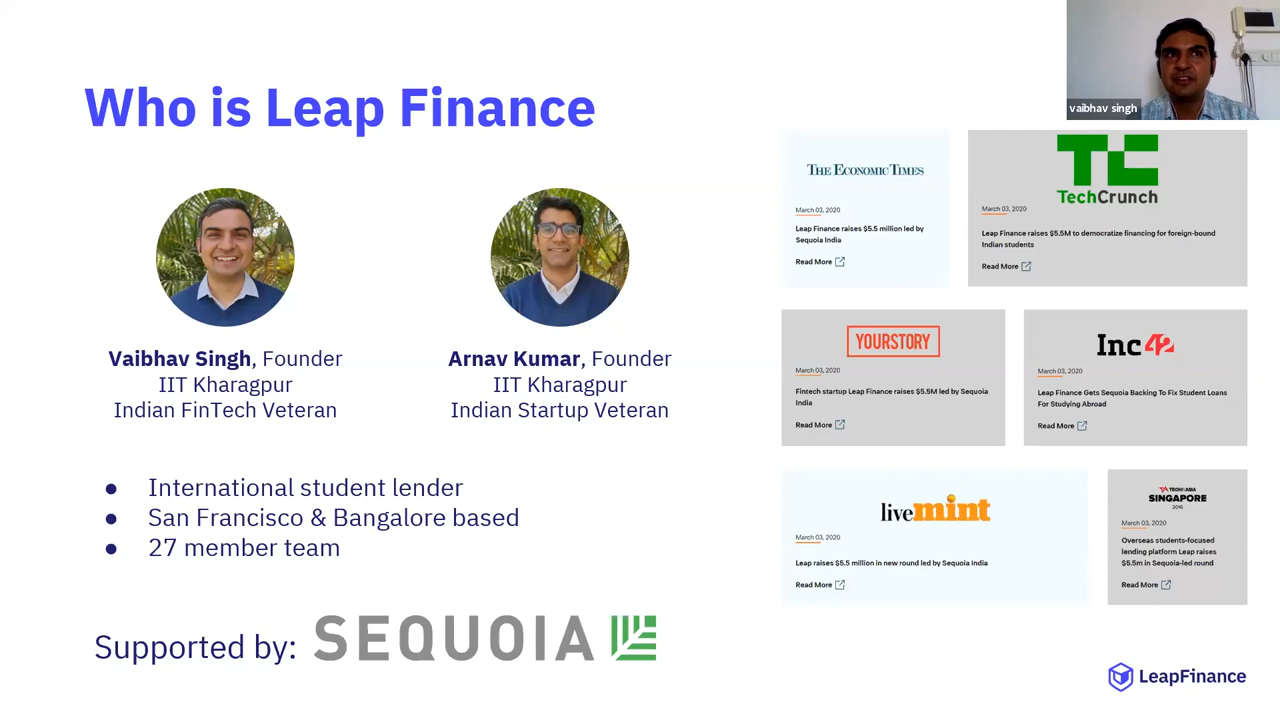 Who is Leap Finance
vaibhav singh
Vaibhav Singh, Founder
IIT Kharagpur
Indian FinTech Veteran
Arnav Kumar, Founder
IIT Kharagpur
Indian Startup Veteran
● International student lender
● San Francisco & Bangalore based
● 27 member team
Supported by: SEQUOIA
THE ECONOMIC TIMES
March 03, 2020
Leap Finance raises $5.5 million led by
Sequoia India
Read More
TC
TechCrunch
March 03, 2020
Leap Finance raises $5.5M to democratize financing for foreign-bound
Indian students
Read More
YOURSTORY
March 03, 2020
Fintech startup Leap Finance raises $5.5M led by Sequoia
India
Read More
Inc42
March 03, 2020
Leap Finance Gets Sequoia Backing To Fix Student Loans
For Studying Abroad
Read More
livemint
March 03, 2020
Leap raises $5.5 million in new round led by Sequoia India
Read More
TECHINASIA
SINGAPORE
2016
March 03, 2020
Overseas students-focused
lending platform Leap raises
$5.5m in Sequoia-led round
Read More
LeapFinance